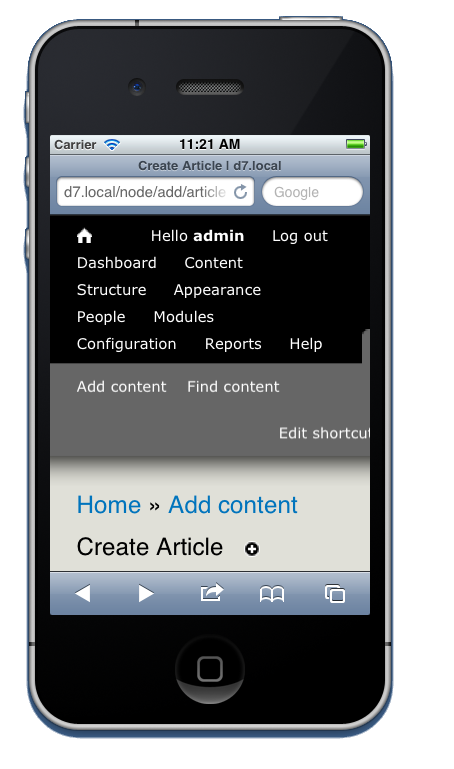 Carrier 11:21 AM
Create Article | d7.local
d7.local/node/add/article Google
Hello admin Log out
Dashboard Content
Structure Appearance
People Modules
Configuration Reports Help
Add content Find content
Edit shortcut
Home » Add content
Create Article